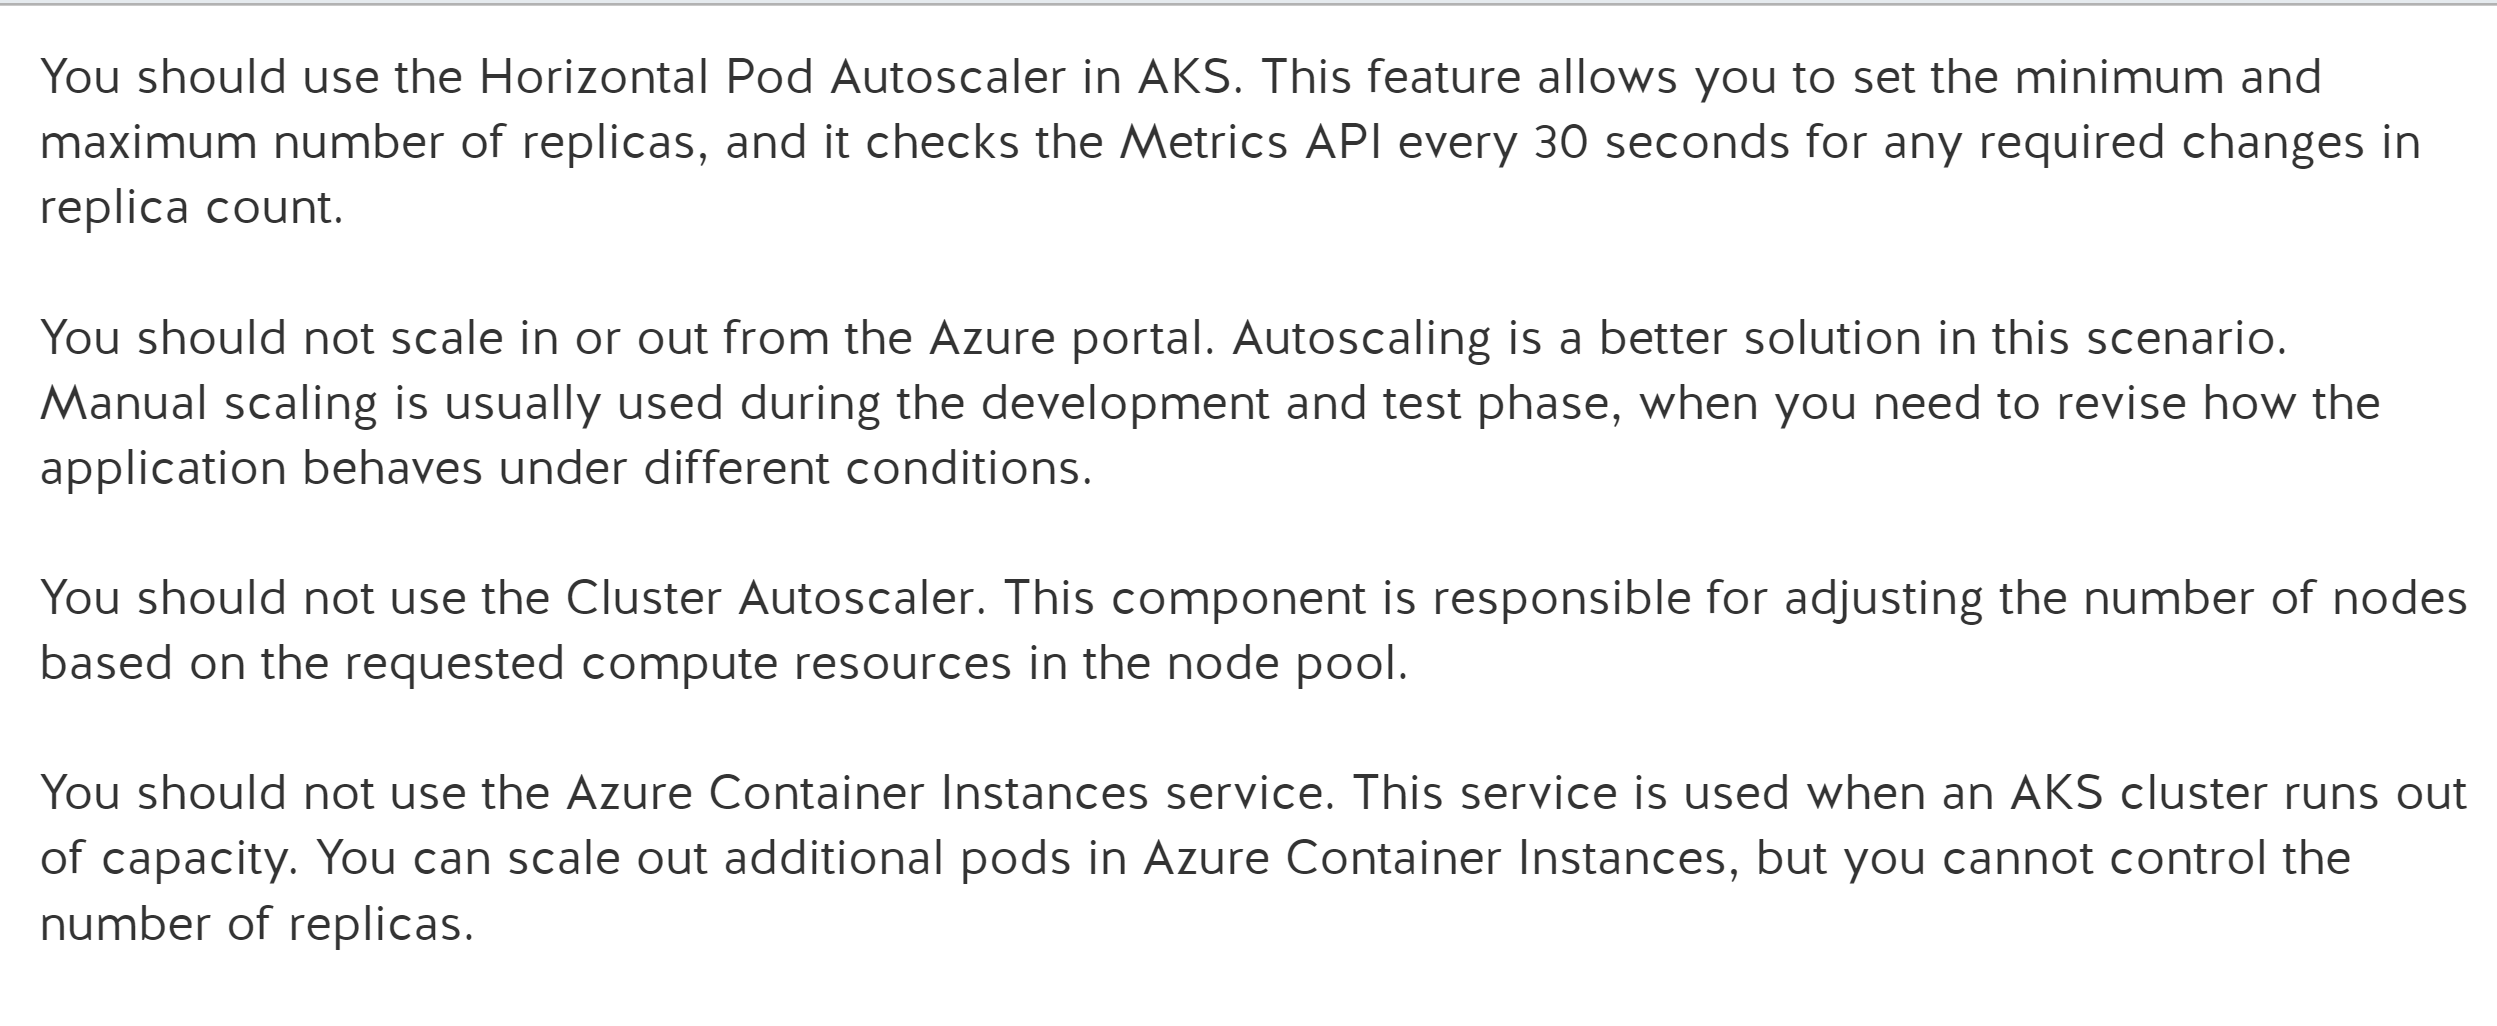 You should use the Horizontal Pod Autoscaler in AKS. This feature allows you to set the minimum and
maximum number of replicas, and it checks the Metrics API every 30 seconds for any required changes in
replica count.
You should not scale in or out from the Azure portal. Autoscaling is a better solution in this scenario.
Manual scaling is usually used during the development and test phase, when you need to revise how the
application behaves under different conditions.
You should not use the Cluster Autoscaler. This component is responsible for adjusting the number of nodes
based on the requested compute resources in the node pool.
You should not use the Azure Container Instances service. This service is used when an AKS cluster runs out
of capacity. You can scale out additional pods in Azure Container Instances, but you cannot control the
number of replicas.